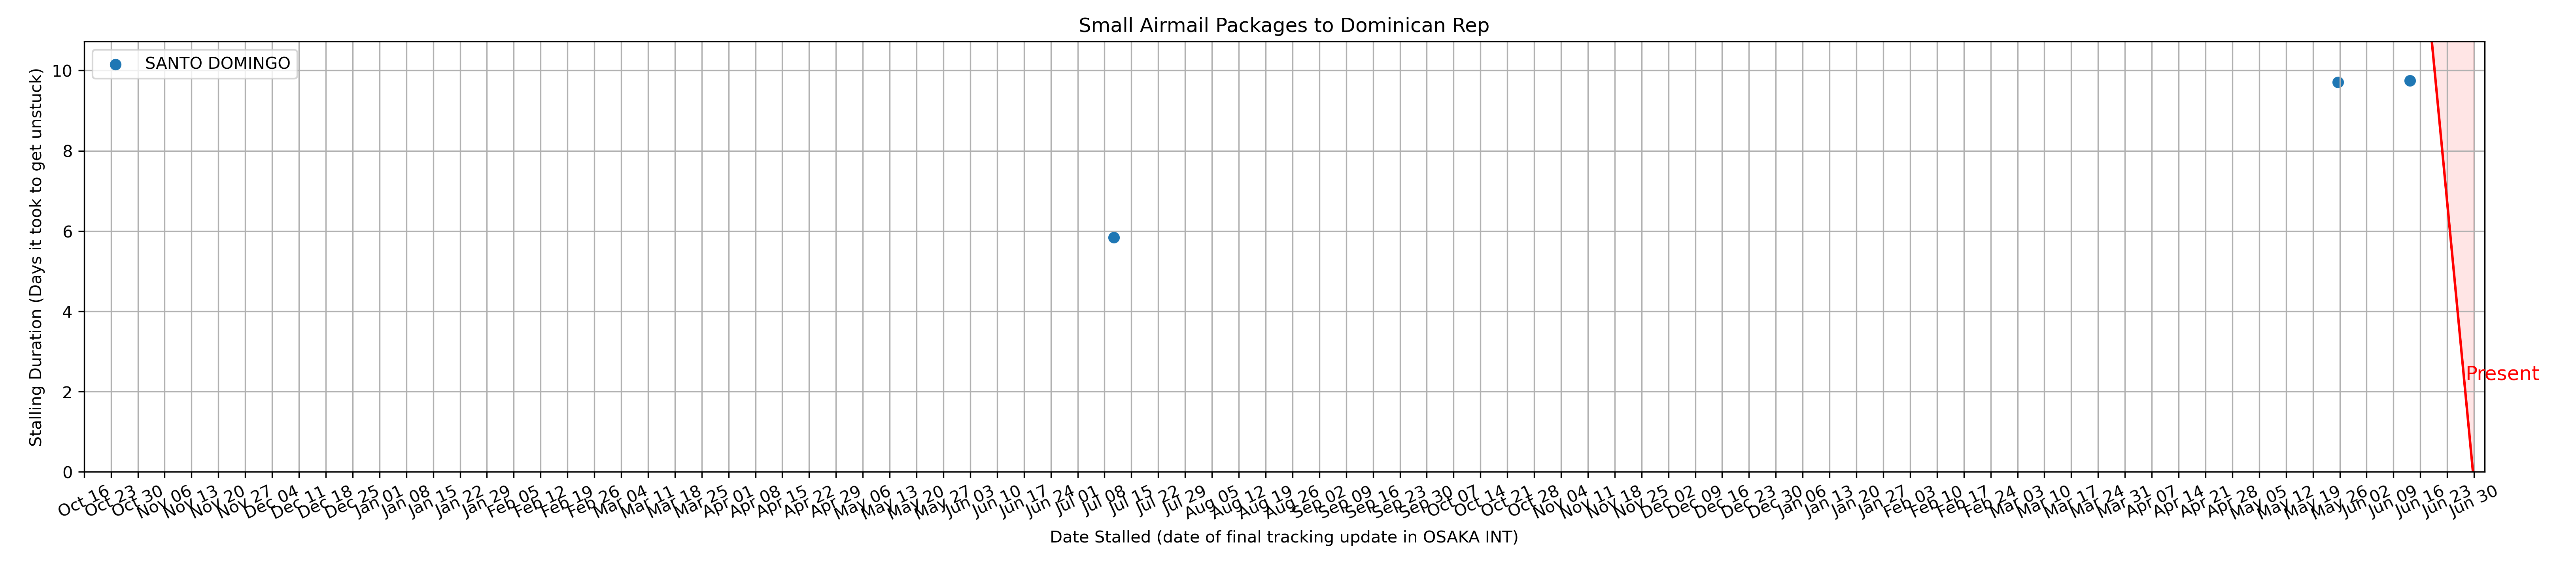 Small Airmail Packages to Dominican Rep
SANTO DOMINGO
Stalling Duration (Days it took to get unstuck)
10
8
6
4
2
0
Present
Oct 16 Oct 23 Oct 30 Nov 06 Nov 13 Nov 20 Nov 27 Dec 04 Dec 11 Dec 18 Dec 25 Jan 01 Jan 08 Jan 15 Jan 22 Jan 29 Feb 05 Feb 12 Feb 19 Feb 26 Mar 04 Mar 11 Mar 18 Mar 25 Apr 01 Apr 08 Apr 15 Apr 22 Apr 29 May 06 May 13 May 20 May 27 Jun 03 Jun 10 Jun 17 Jun 24 Jul 01 Jul 08 Jul 15 Jul 22 Jul 29 Aug 05 Aug 12 Aug 19 Aug 26 Sep 02 Sep 09 Sep 16 Sep 23 Sep 30 Oct 07 Oct 14 Oct 21 Oct 28 Nov 04 Nov 11 Nov 18 Nov 25 Dec 02 Dec 09 Dec 16 Dec 23 Dec 30 Jan 06 Jan 13 Jan 20 Jan 27 Feb 03 Feb 10 Feb 17 Feb 24 Mar 03 Mar 10 Mar 17 Mar 24 Mar 31 Apr 07 Apr 14 Apr 21 Apr 28 May 05 May 12 May 19 May 26 Jun 02 Jun 09 Jun 16 Jun 23 Jun 30
Date Stalled (date of final tracking update in OSAKA INT)